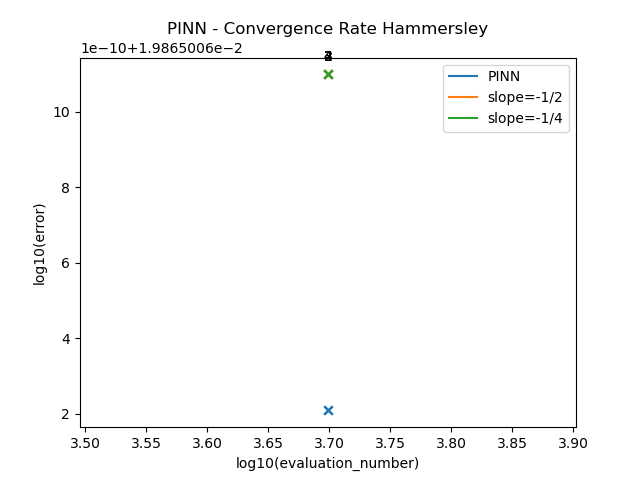 PINN - Convergence Rate Hammersley
1e−10+1.9865006e−2
PINN
slope=-1/2
slope=-1/4
10
8
6
4
2
log10(error)
3.50 3.55 3.60 3.65 3.70 3.75 3.80 3.85 3.90
log10(evaluation_number)